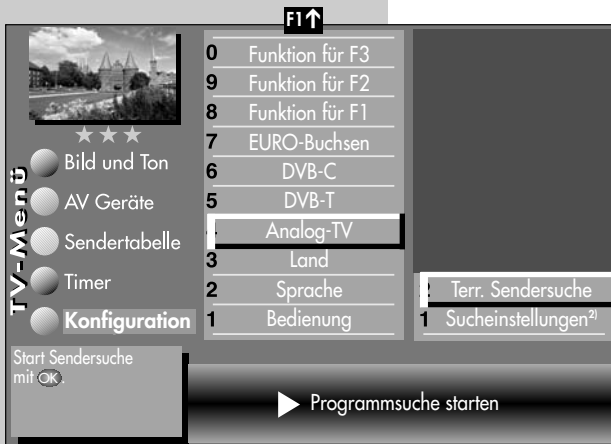 F1↑
TV-Menü
Bild und Ton
AV Geräte
Sendertabelle
Timer
Konfiguration
0 Funktion für F3
9 Funktion für F2
8 Funktion für F1
7 EURO-Buchsen
6 DVB-C
5 DVB-T
Analog-TV
3 Land
2 Sprache
1 Bedienung
2 Terr. Sendersuche
1 Sucheinstellungen²⁾
Start Sendersuche
mit OK.
▶ Programmsuche starten